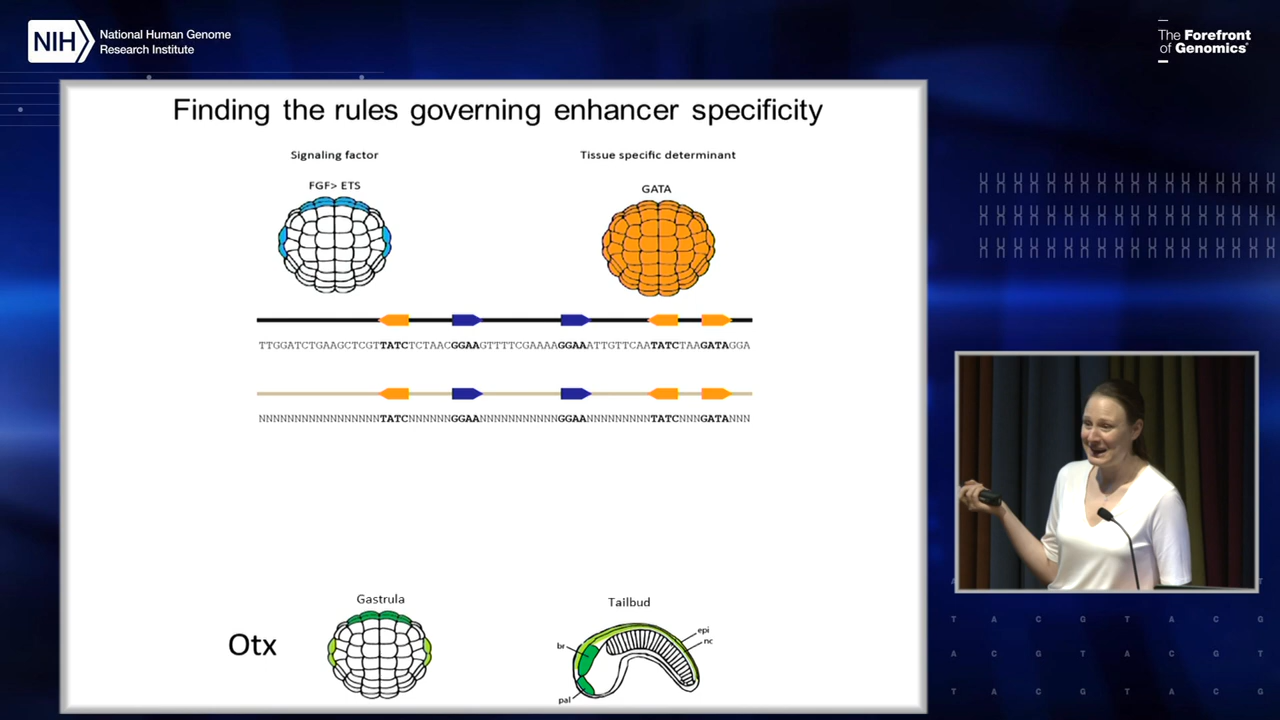 NIH
National Human Genome
Research Institute
The Forefront
of Genomics®
Finding the rules governing enhancer specificity
Signaling factor
Tissue specific determinant
FGF> ETS
GATA
TTGGATCTGAAGCTCGTTATCTCTAACGGAAGTTTTCGAAAAGGAAATTGTTCAATATCTAAGATAGGA
NNNNNNNNNNNNNNNNNTATCNNNNNNGGAANNNNNNNNNNNGGAANNNNNNNNNTATCNNNGATANNN
Otx
Gastrula
Tailbud
br
epi
nc
pal
T A C G T A C G
A C G T A C G T
T A C G T A C G